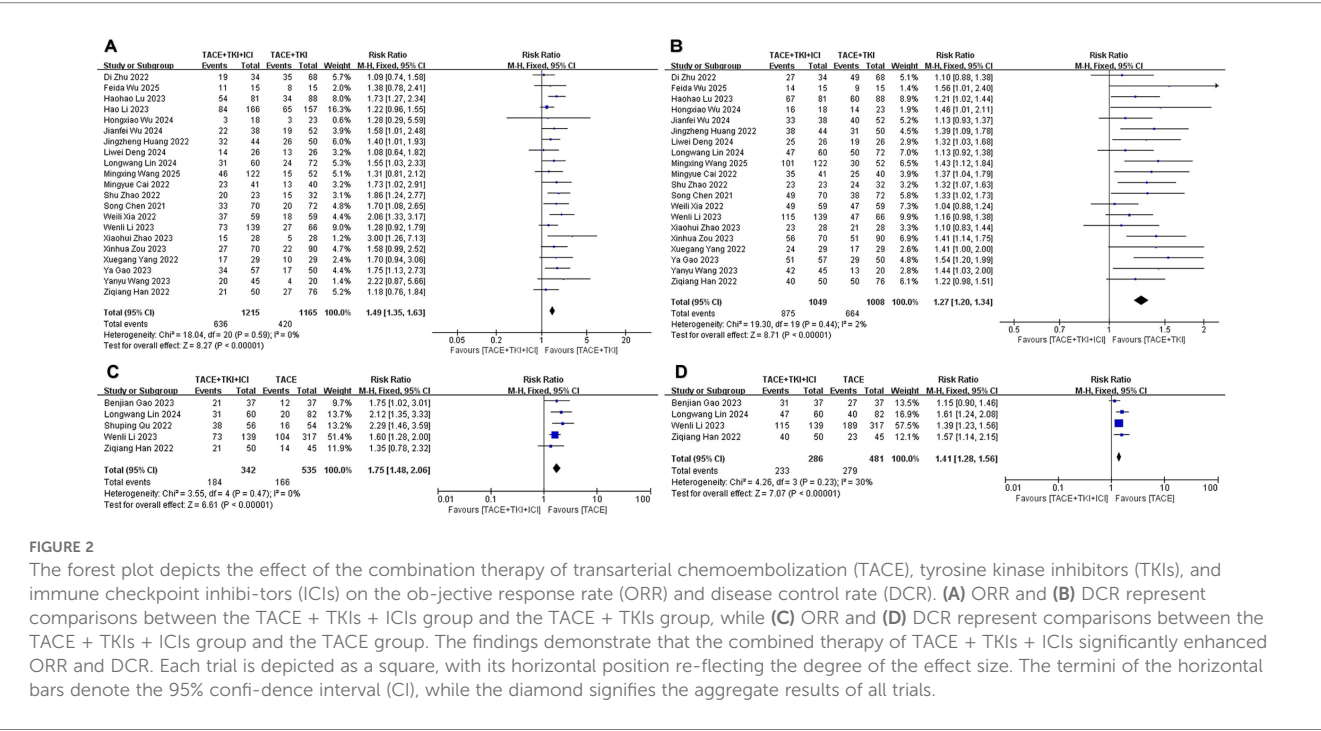 A
TACE+TKI+ICI TACE+TKI Risk Ratio Risk Ratio
Study or Subgroup Events Total Events Total Weight M-H, Fixed, 95% CI M-H, Fixed, 95% CI
Di Zhu 2022 19 34 35 68 5.7% 1.09 [0.74, 1.58]
Feida Wu 2025 11 15 8 15 2.0% 1.38 [0.78, 2.41]
Haohao Lu 2023 54 81 34 88 8.0% 1.73 [1.27, 2.34]
Hao Li 2023 84 166 65 157 16.3% 1.22 [0.96, 1.55]
Hongxiao Wu 2024 3 18 3 23 0.6% 1.28 [0.29, 5.59]
Jianfei Wu 2024 22 38 19 52 3.9% 1.58 [1.01, 2.48]
Jingzheng Huang 2022 32 44 26 50 5.9% 1.40 [1.01, 1.93]
Liwei Deng 2024 14 26 13 26 3.2% 1.08 [0.64, 1.82]
Longwang Lin 2024 31 60 24 72 5.3% 1.55 [1.03, 2.33]
Mingxing Wang 2025 46 122 15 52 5.1% 1.31 [0.81, 2.12]
Mingyue Cai 2022 23 41 13 40 3.2% 1.73 [1.02, 2.91]
Shu Zhao 2022 20 23 15 32 3.1% 1.86 [1.24, 2.77]
Song Chen 2021 33 70 20 72 4.8% 1.70 [1.08, 2.65]
Weili Xia 2022 37 59 18 59 4.4% 2.06 [1.33, 3.17]
Wenli Li 2023 73 139 27 66 9.0% 1.28 [0.92, 1.79]
Xiaohui Zhao 2023 15 28 5 28 1.2% 3.00 [1.26, 7.13]
Xinhua Zou 2023 27 70 22 90 4.7% 1.58 [0.99, 2.52]
Xuegang Yang 2022 17 29 10 29 2.4% 1.70 [0.94, 3.06]
Ya Gao 2023 34 57 17 50 4.4% 1.75 [1.13, 2.73]
Yanyu Wang 2023 20 45 4 20 1.4% 2.22 [0.87, 5.66]
Ziqiang Han 2022 21 50 27 76 5.2% 1.18 [0.76, 1.84]
Total (95% CI) 1215 1165 100.0% 1.49 [1.35, 1.63]
Total events 636 420
Heterogeneity: Chi² = 18.04, df = 20 (P = 0.59); I² = 0%
Test for overall effect: Z = 8.27 (P < 0.00001)
0.05 0.2 1 5 20
Favours [TACE+TKI+ICI] Favours [TACE+TKI]
B
TACE+TKI+ICI TACE+TKI Risk Ratio Risk Ratio
Study or Subgroup Events Total Events Total Weight M-H, Fixed, 95% CI M-H, Fixed, 95% CI
Di Zhu 2022 27 34 49 68 5.1% 1.10 [0.88, 1.38]
Feida Wu 2025 14 15 9 15 1.4% 1.56 [1.01, 2.40]
Haohao Lu 2023 67 81 60 88 9.0% 1.21 [1.02, 1.44]
Hongxiao Wu 2024 16 18 14 23 1.9% 1.46 [1.01, 2.11]
Jianfei Wu 2024 33 38 40 52 5.3% 1.13 [0.93, 1.37]
Jingzheng Huang 2022 38 44 31 50 4.5% 1.39 [1.09, 1.78]
Liwei Deng 2024 25 26 19 26 3.0% 1.32 [1.03, 1.68]
Longwang Lin 2024 47 60 50 72 7.1% 1.13 [0.92, 1.38]
Mingxing Wang 2025 101 122 30 52 6.6% 1.43 [1.12, 1.84]
Mingyue Cai 2022 35 41 25 40 4.0% 1.37 [1.04, 1.79]
Shu Zhao 2022 23 23 24 32 3.2% 1.32 [1.07, 1.63]
Song Chen 2021 49 70 38 72 5.9% 1.33 [1.02, 1.73]
Weili Xia 2022 49 59 47 59 7.4% 1.04 [0.88, 1.24]
Wenli Li 2023 115 139 47 66 10.0% 1.16 [0.98, 1.38]
Xiaohui Zhao 2023 23 28 21 28 3.3% 1.10 [0.83, 1.44]
Xinhua Zou 2023 56 70 51 90 7.0% 1.41 [1.14, 1.75]
Xuegang Yang 2022 24 29 17 29 2.7% 1.41 [1.00, 2.00]
Ya Gao 2023 51 57 29 50 4.8% 1.54 [1.20, 1.99]
Yanyu Wang 2023 42 45 13 20 2.8% 1.44 [1.03, 2.00]
Ziqiang Han 2022 40 50 50 76 6.1% 1.22 [0.98, 1.51]
Total (95% CI) 1049 1008 100.0% 1.27 [1.20, 1.34]
Total events 875 664
Heterogeneity: Chi² = 19.30, df = 19 (P = 0.44); I² = 2%
Test for overall effect: Z = 8.71 (P < 0.00001)
0.5 0.7 1 1.5 2
Favours [TACE+TKI+ICI] Favours [TACE+TKI]
C
TACE+TKI+ICI TACE Risk Ratio Risk Ratio
Study or Subgroup Events Total Events Total Weight M-H, Fixed, 95% CI M-H, Fixed, 95% CI
Benjian Gao 2023 21 37 12 37 9.7% 1.75 [1.02, 3.01]
Longwang Lin 2024 31 60 20 82 13.7% 2.12 [1.35, 3.33]
Shuping Qu 2022 38 56 16 54 13.2% 2.29 [1.46, 3.59]
Wenli Li 2023 73 139 104 317 51.4% 1.60 [1.28, 2.00]
Ziqiang Han 2022 21 50 14 45 11.9% 1.35 [0.78, 2.32]
Total (95% CI) 342 535 100.0% 1.75 [1.48, 2.06]
Total events 184 166
Heterogeneity: Chi² = 3.55, df = 4 (P = 0.47); I² = 0%
Test for overall effect: Z = 6.61 (P < 0.00001)
0.01 0.1 1 10 100
Favours [TACE+TKI+ICI] Favours [TACE]
D
TACE+TKI+ICI TACE Risk Ratio Risk Ratio
Study or Subgroup Events Total Events Total Weight M-H, Fixed, 95% CI M-H, Fixed, 95% CI
Benjian Gao 2023 31 37 27 37 13.5% 1.15 [0.90, 1.46]
Longwang Lin 2024 47 60 40 82 16.9% 1.61 [1.24, 2.08]
Wenli Li 2023 115 139 189 317 57.5% 1.39 [1.23, 1.56]
Ziqiang Han 2022 40 50 23 45 12.1% 1.57 [1.14, 2.15]
Total (95% CI) 286 481 100.0% 1.41 [1.28, 1.56]
Total events 233 279
Heterogeneity: Chi² = 4.26, df = 3 (P = 0.23); I² = 30%
Test for overall effect: Z = 7.07 (P < 0.00001)
0.01 0.1 1 10 100
Favours [TACE+TKI+ICI] Favours [TACE]
FIGURE 2
The forest plot depicts the effect of the combination therapy of transarterial chemoembolization (TACE), tyrosine kinase inhibitors (TKIs), and
immune checkpoint inhibi-tors (ICIs) on the ob-jective response rate (ORR) and disease control rate (DCR). (A) ORR and (B) DCR represent
comparisons between the TACE + TKIs + ICIs group and the TACE + TKIs group, while (C) ORR and (D) DCR represent comparisons between the
TACE + TKIs + ICIs group and the TACE group. The findings demonstrate that the combined therapy of TACE + TKIs + ICIs significantly enhanced
ORR and DCR. Each trial is depicted as a square, with its horizontal position re-flecting the degree of the effect size. The termini of the horizontal
bars denote the 95% confi-dence interval (CI), while the diamond signifies the aggregate results of all trials.